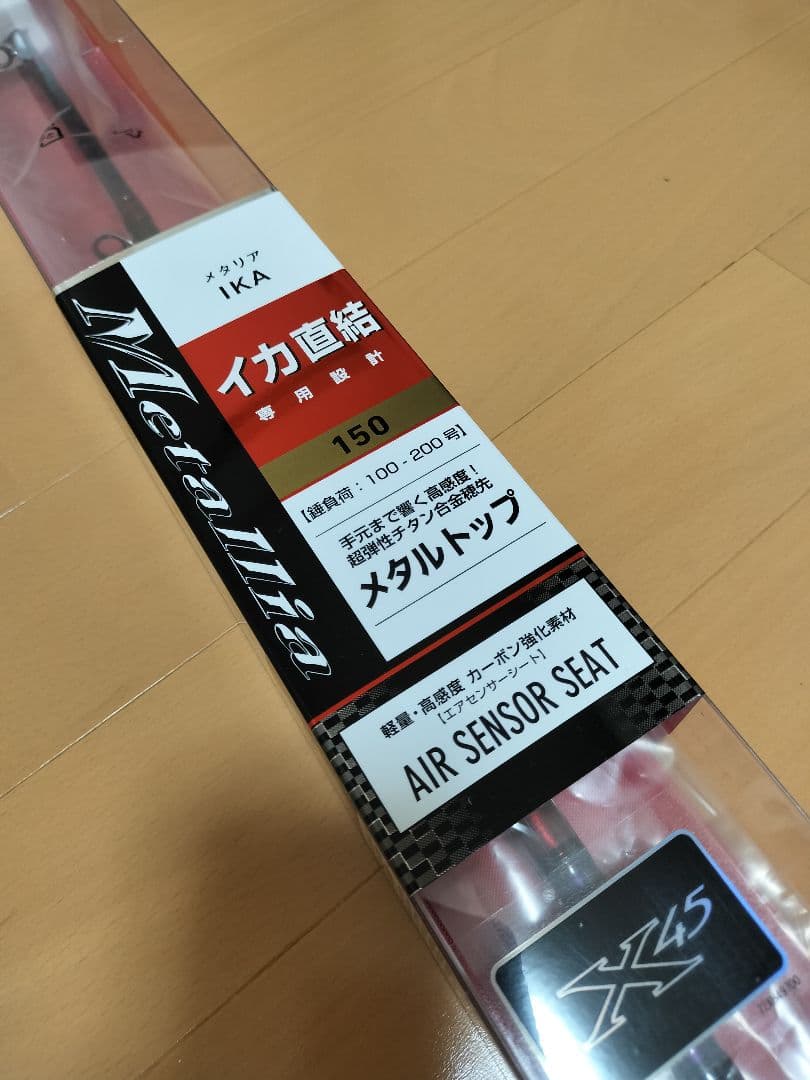 メタリア
IKA
イカ直結
専用設計
150
【錘負荷：100-200号】
手元まで響く高感度！
超弾性チタン合金穂先
メタルトップ
Metallia
軽量・高感度 カーボン強化素材
［エアセンサーシート］
AIR SENSOR SEAT
X45